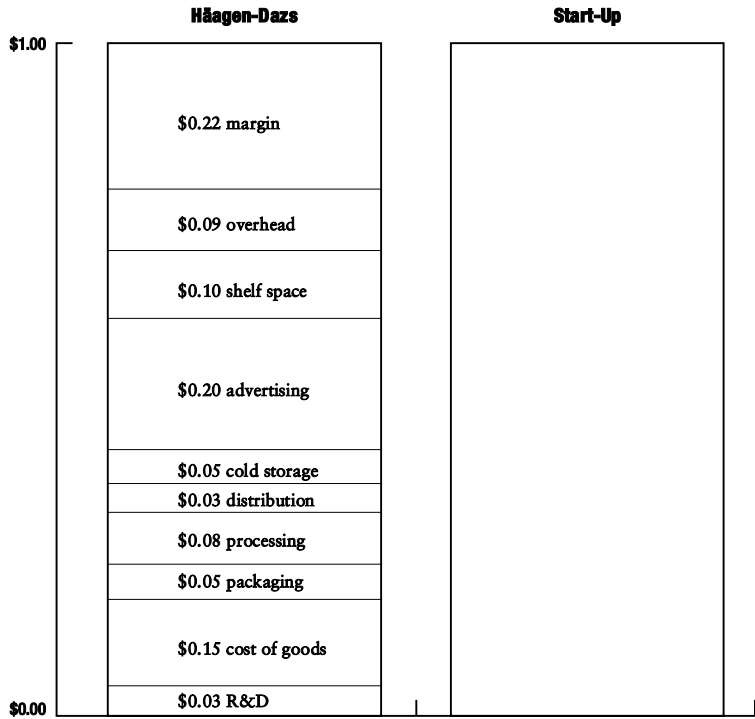 Häagen-Dazs
Start-Up
$1.00
$0.22 margin
$0.09 overhead
$0.10 shelf space
$0.20 advertising
$0.05 cold storage
$0.03 distribution
$0.08 processing
$0.05 packaging
$0.15 cost of goods
$0.03 R&D
$0.00